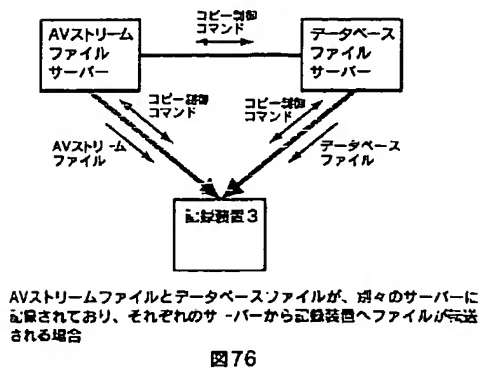 AVストリーム
ファイル
サーバー
コピー制御
コマンド
データベース
ファイル
サーバー
コピー制御
コマンド
コピー制御
コマンド
AVストリーム
ファイル
データベース
ファイル
記録装置3
AVストリームファイルとデータベースファイルが、別々のサーバーに
記録されており、それぞれのサーバーから記録装置へファイルが転送
される場合
図76